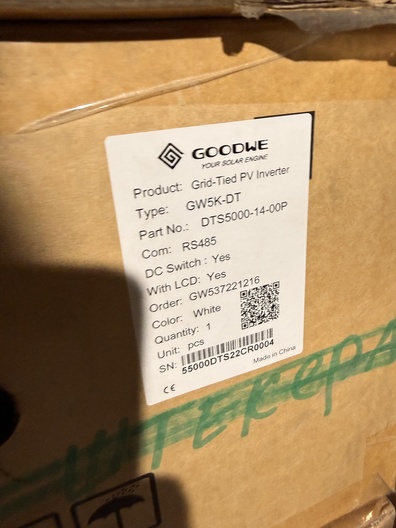 GOODWE
YOUR SOLAR ENGINE
Product: Grid-Tied PV Inverter
Type: GW5K-DT
Part No.: DTS5000-14-00P
Com: RS485
DC Switch : Yes
With LCD: Yes
Order: GW537221216
Color: White
Quantity: 1
Unit: pcs
SN:
55000DTS22CR0004
Made in China
CE